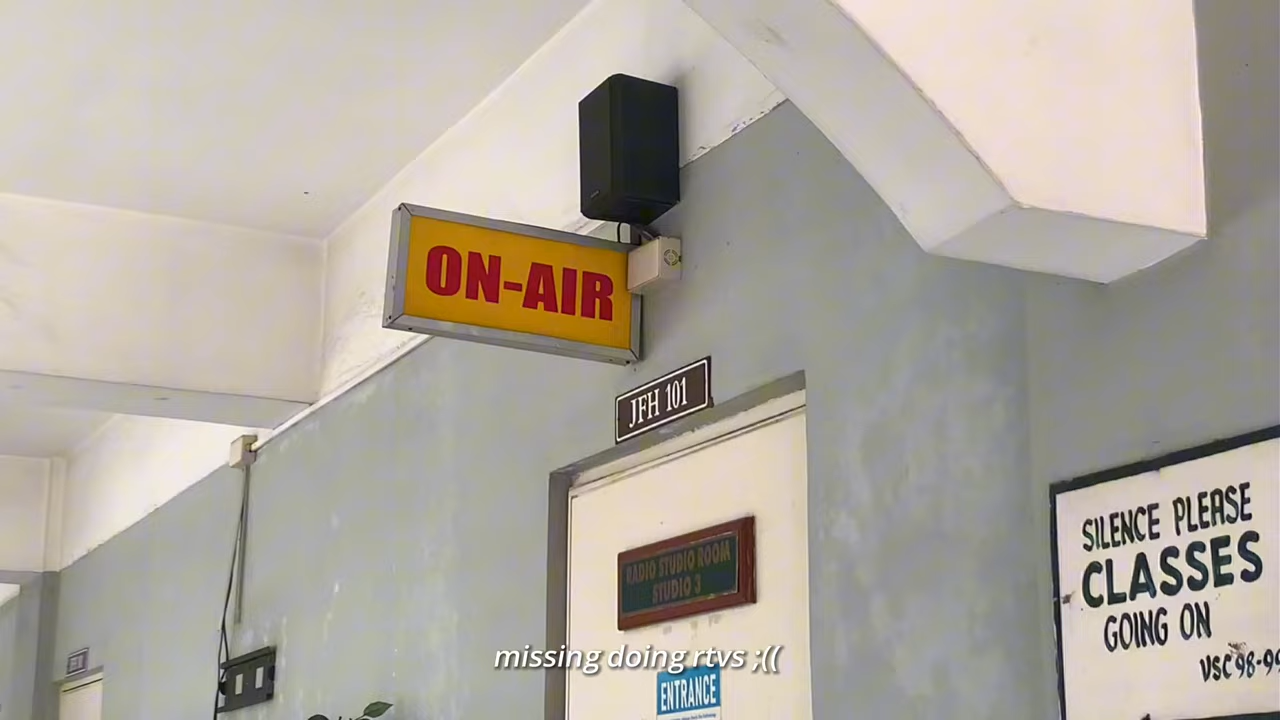 ON-AIR
JFH 101
RADIO STUDIO ROOM
STUDIO 3
SILENCE PLEASE
CLASSES
GOING ON
VSC 98-99
missing doing rtvs ;((
ENTRANCE